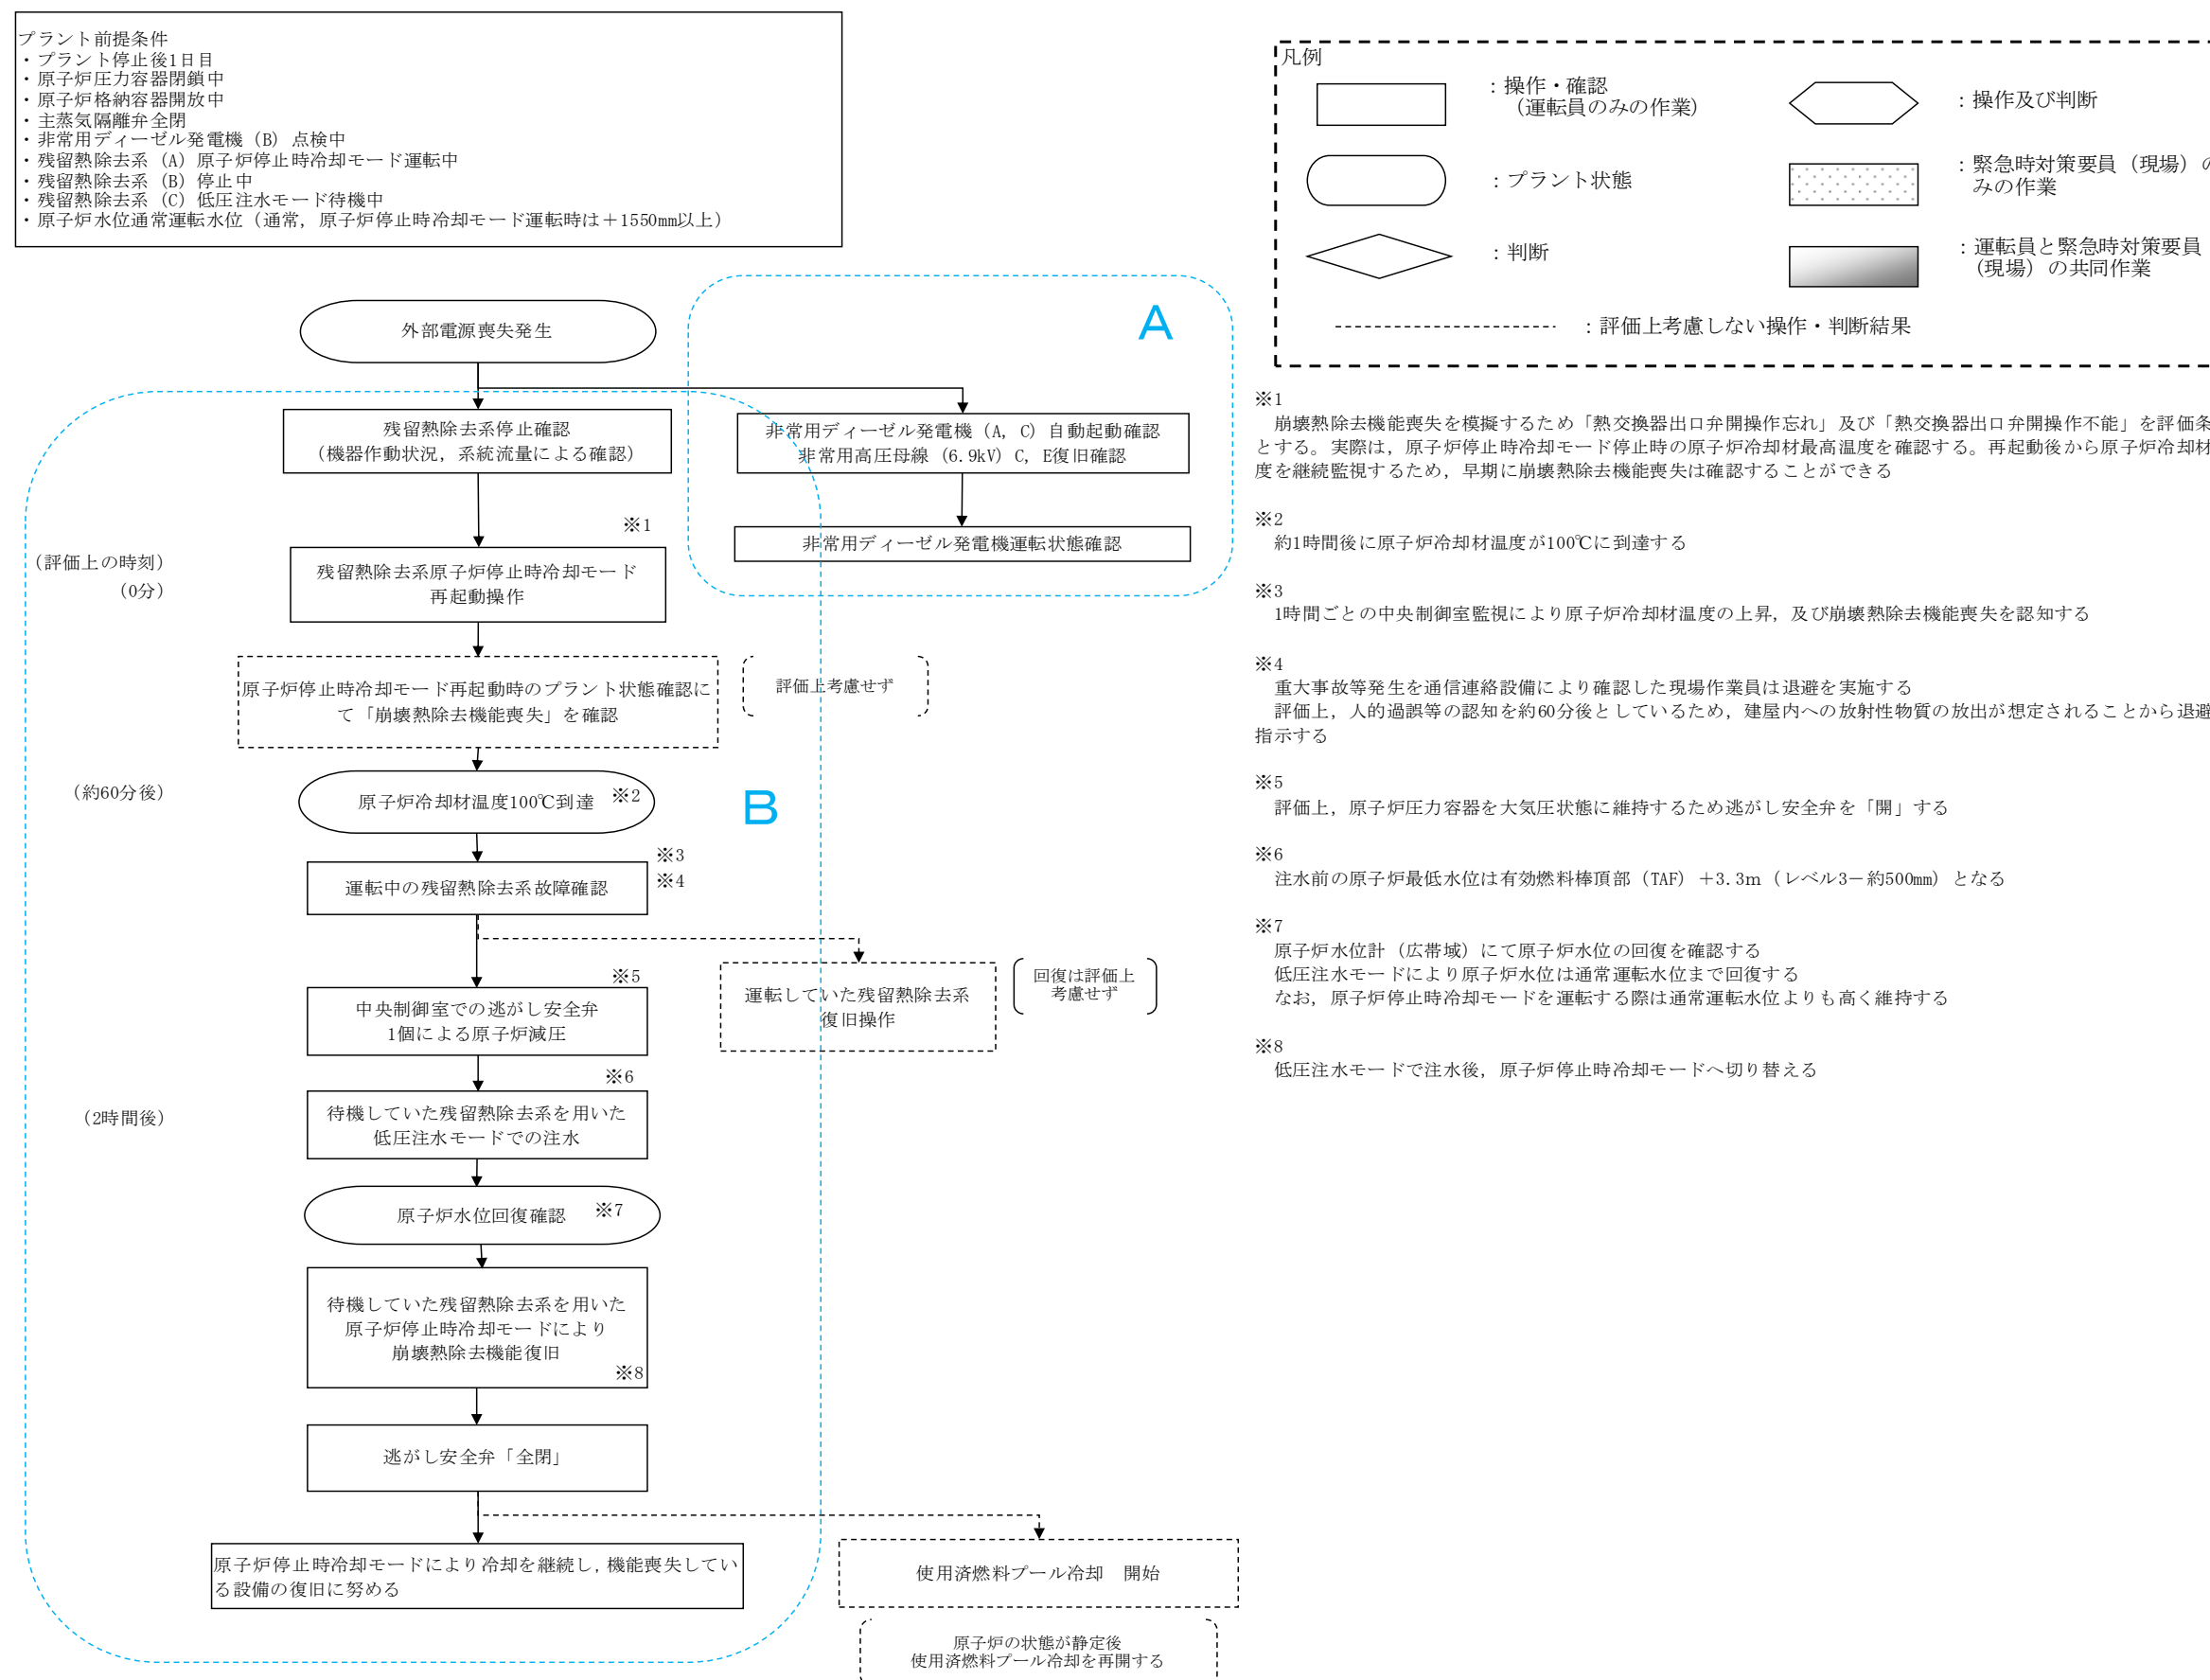 プラント前提条件
・プラント停止後1日目
・原子炉圧力容器閉鎖中
・原子炉格納容器開放中
・主蒸気隔離弁全閉
・非常用ディーゼル発電機（B）点検中
・残留熱除去系（A）原子炉停止時冷却モード運転中
・残留熱除去系（B）停止中
・残留熱除去系（C）低圧注水モード待機中
・原子炉水位通常運転水位（通常，原子炉停止時冷却モード運転時は＋1550mm以上）
凡例
：操作・確認
（運転員のみの作業）
：操作及び判断
：プラント状態
：緊急時対策要員（現場）の
みの作業
：判断
：運転員と緊急時対策要員
（現場）の共同作業
：評価上考慮しない操作・判断結果
A
外部電源喪失発生
残留熱除去系停止確認
（機器作動状況，系統流量による確認）
非常用ディーゼル発電機（A, C）自動起動確認
非常用高圧母線（6.9kV）C, E復旧確認
非常用ディーゼル発電機運転状態確認
※1
（評価上の時刻）
（0分）
残留熱除去系原子炉停止時冷却モード
再起動操作
原子炉停止時冷却モード再起動時のプラント状態確認に
て「崩壊熱除去機能喪失」を確認
評価上考慮せず
（約60分後）
原子炉冷却材温度100℃到達
※2
B
※3
※4
運転中の残留熱除去系故障確認
運転していた残留熱除去系
復旧操作
回復は評価上
考慮せず
※5
中央制御室での逃がし安全弁
1個による原子炉減圧
※6
（2時間後）
待機していた残留熱除去系を用いた
低圧注水モードでの注水
原子炉水位回復確認
※7
待機していた残留熱除去系を用いた
原子炉停止時冷却モードにより
崩壊熱除去機能復旧
※8
逃がし安全弁「全閉」
原子炉停止時冷却モードにより冷却を継続し,機能喪失してい
る設備の復旧に努める
使用済燃料プール冷却　開始
原子炉の状態が静定後
使用済燃料プール冷却を再開する
※1
崩壊熱除去機能喪失を模擬するため「熱交換器出口弁開操作忘れ」及び「熱交換器出口弁開操作不能」を評価条
とする。実際は，原子炉停止時冷却モード停止時の原子炉冷却材最高温度を確認する。再起動後から原子炉冷却材
度を継続監視するため，早期に崩壊熱除去機能喪失は確認することができる
※2
約1時間後に原子炉冷却材温度が100℃に到達する
※3
1時間ごとの中央制御室監視により原子炉冷却材温度の上昇，及び崩壊熱除去機能喪失を認知する
※4
重大事故等発生を通信連絡設備により確認した現場作業員は退避を実施する
評価上，人的過誤等の認知を約60分後としているため，建屋内への放射性物質の放出が想定されることから退避
指示する
※5
評価上，原子炉圧力容器を大気圧状態に維持するため逃がし安全弁を「開」する
※6
注水前の原子炉最低水位は有効燃料棒頂部（TAF）＋3.3m（レベル3－約500mm）となる
※7
原子炉水位計（広帯域）にて原子炉水位の回復を確認する
低圧注水モードにより原子炉水位は通常運転水位まで回復する
なお，原子炉停止時冷却モードを運転する際は通常運転水位よりも高く維持する
※8
低圧注水モードで注水後，原子炉停止時冷却モードへ切り替える